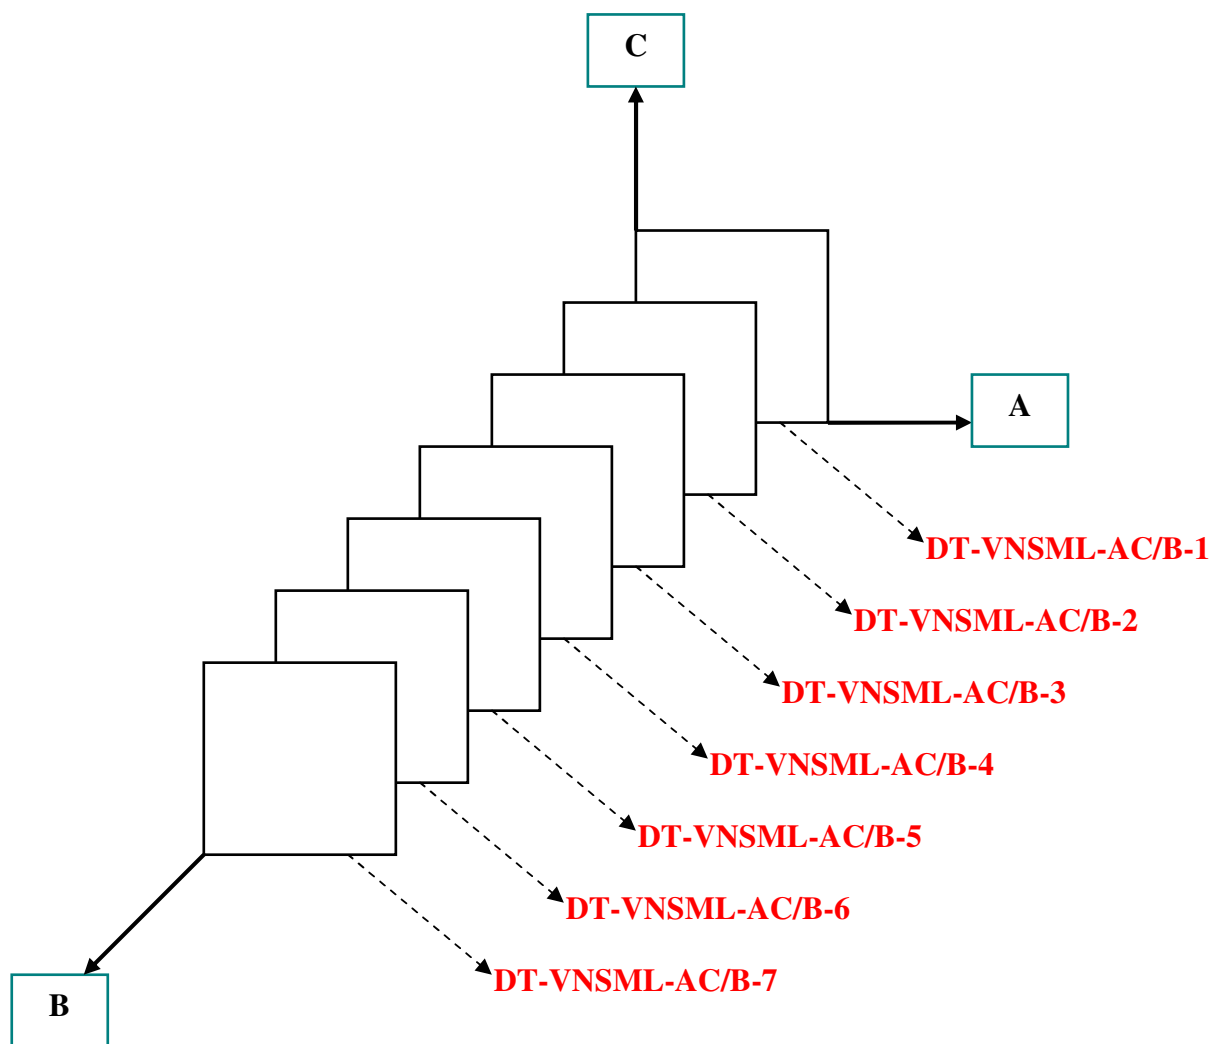 C
A
DT-VNSML-AC/B-1
DT-VNSML-AC/B-2
DT-VNSML-AC/B-3
DT-VNSML-AC/B-4
DT-VNSML-AC/B-5
DT-VNSML-AC/B-6
DT-VNSML-AC/B-7
B